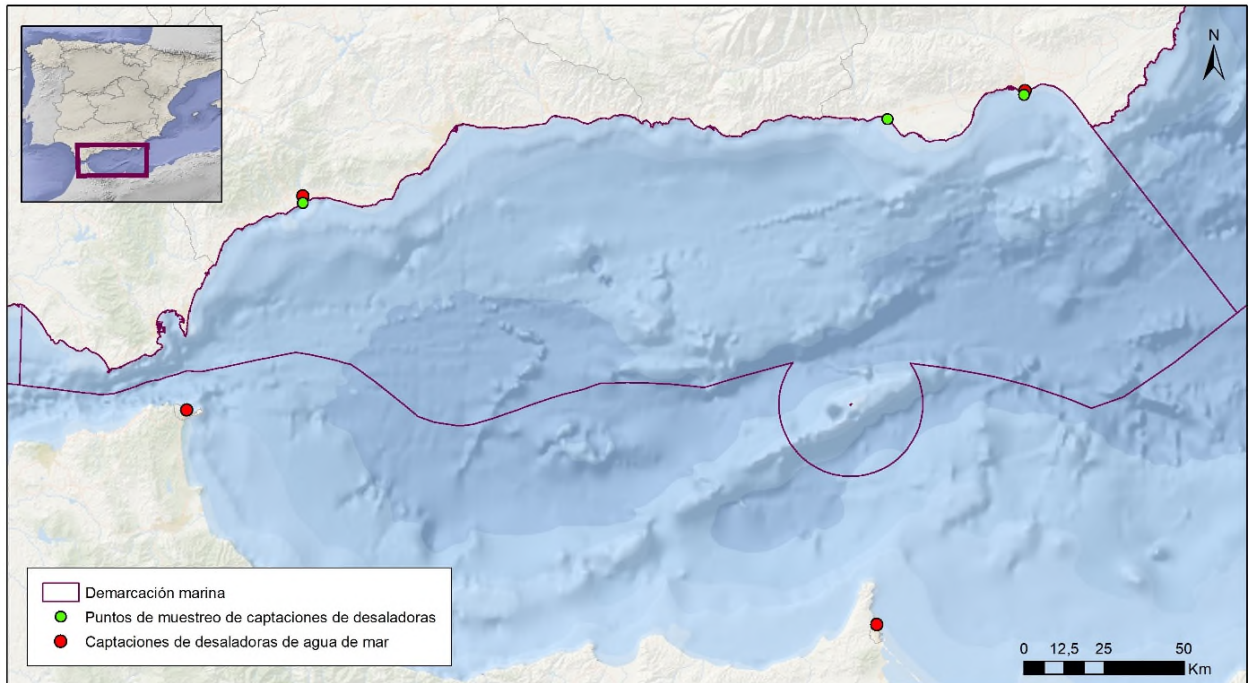 N
Demarcación marina
Puntos de muestreo de captaciones de desaladoras
Captaciones de desaladoras de agua de mar
0 12,5 25 50
Km